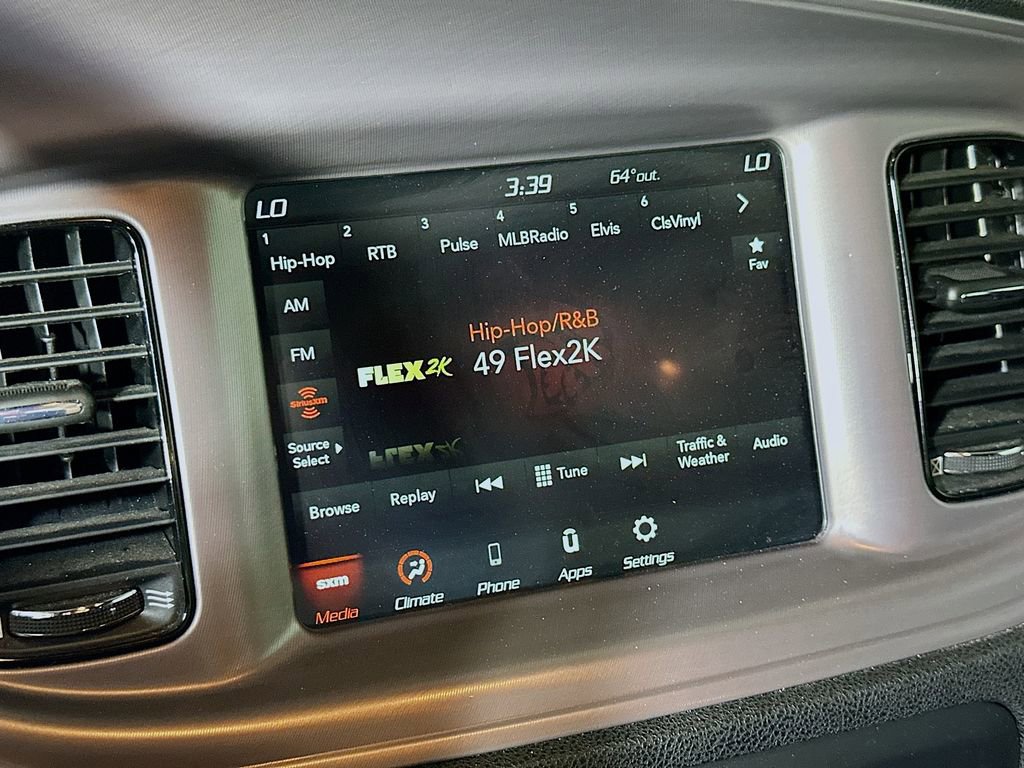 LO 3:39 64°out. LO
1 Hip-Hop 2 RTB 3 Pulse 4 MLBRadio 5 Elvis 6 ClsVinyl
Fav
AM
FM
SiriusXM
Source
Select
Hip-Hop/R&B
49 Flex2K
FLEX2K
Browse Replay Tune Traffic &
Weather Audio
sxm
Media Climate Phone Apps Settings